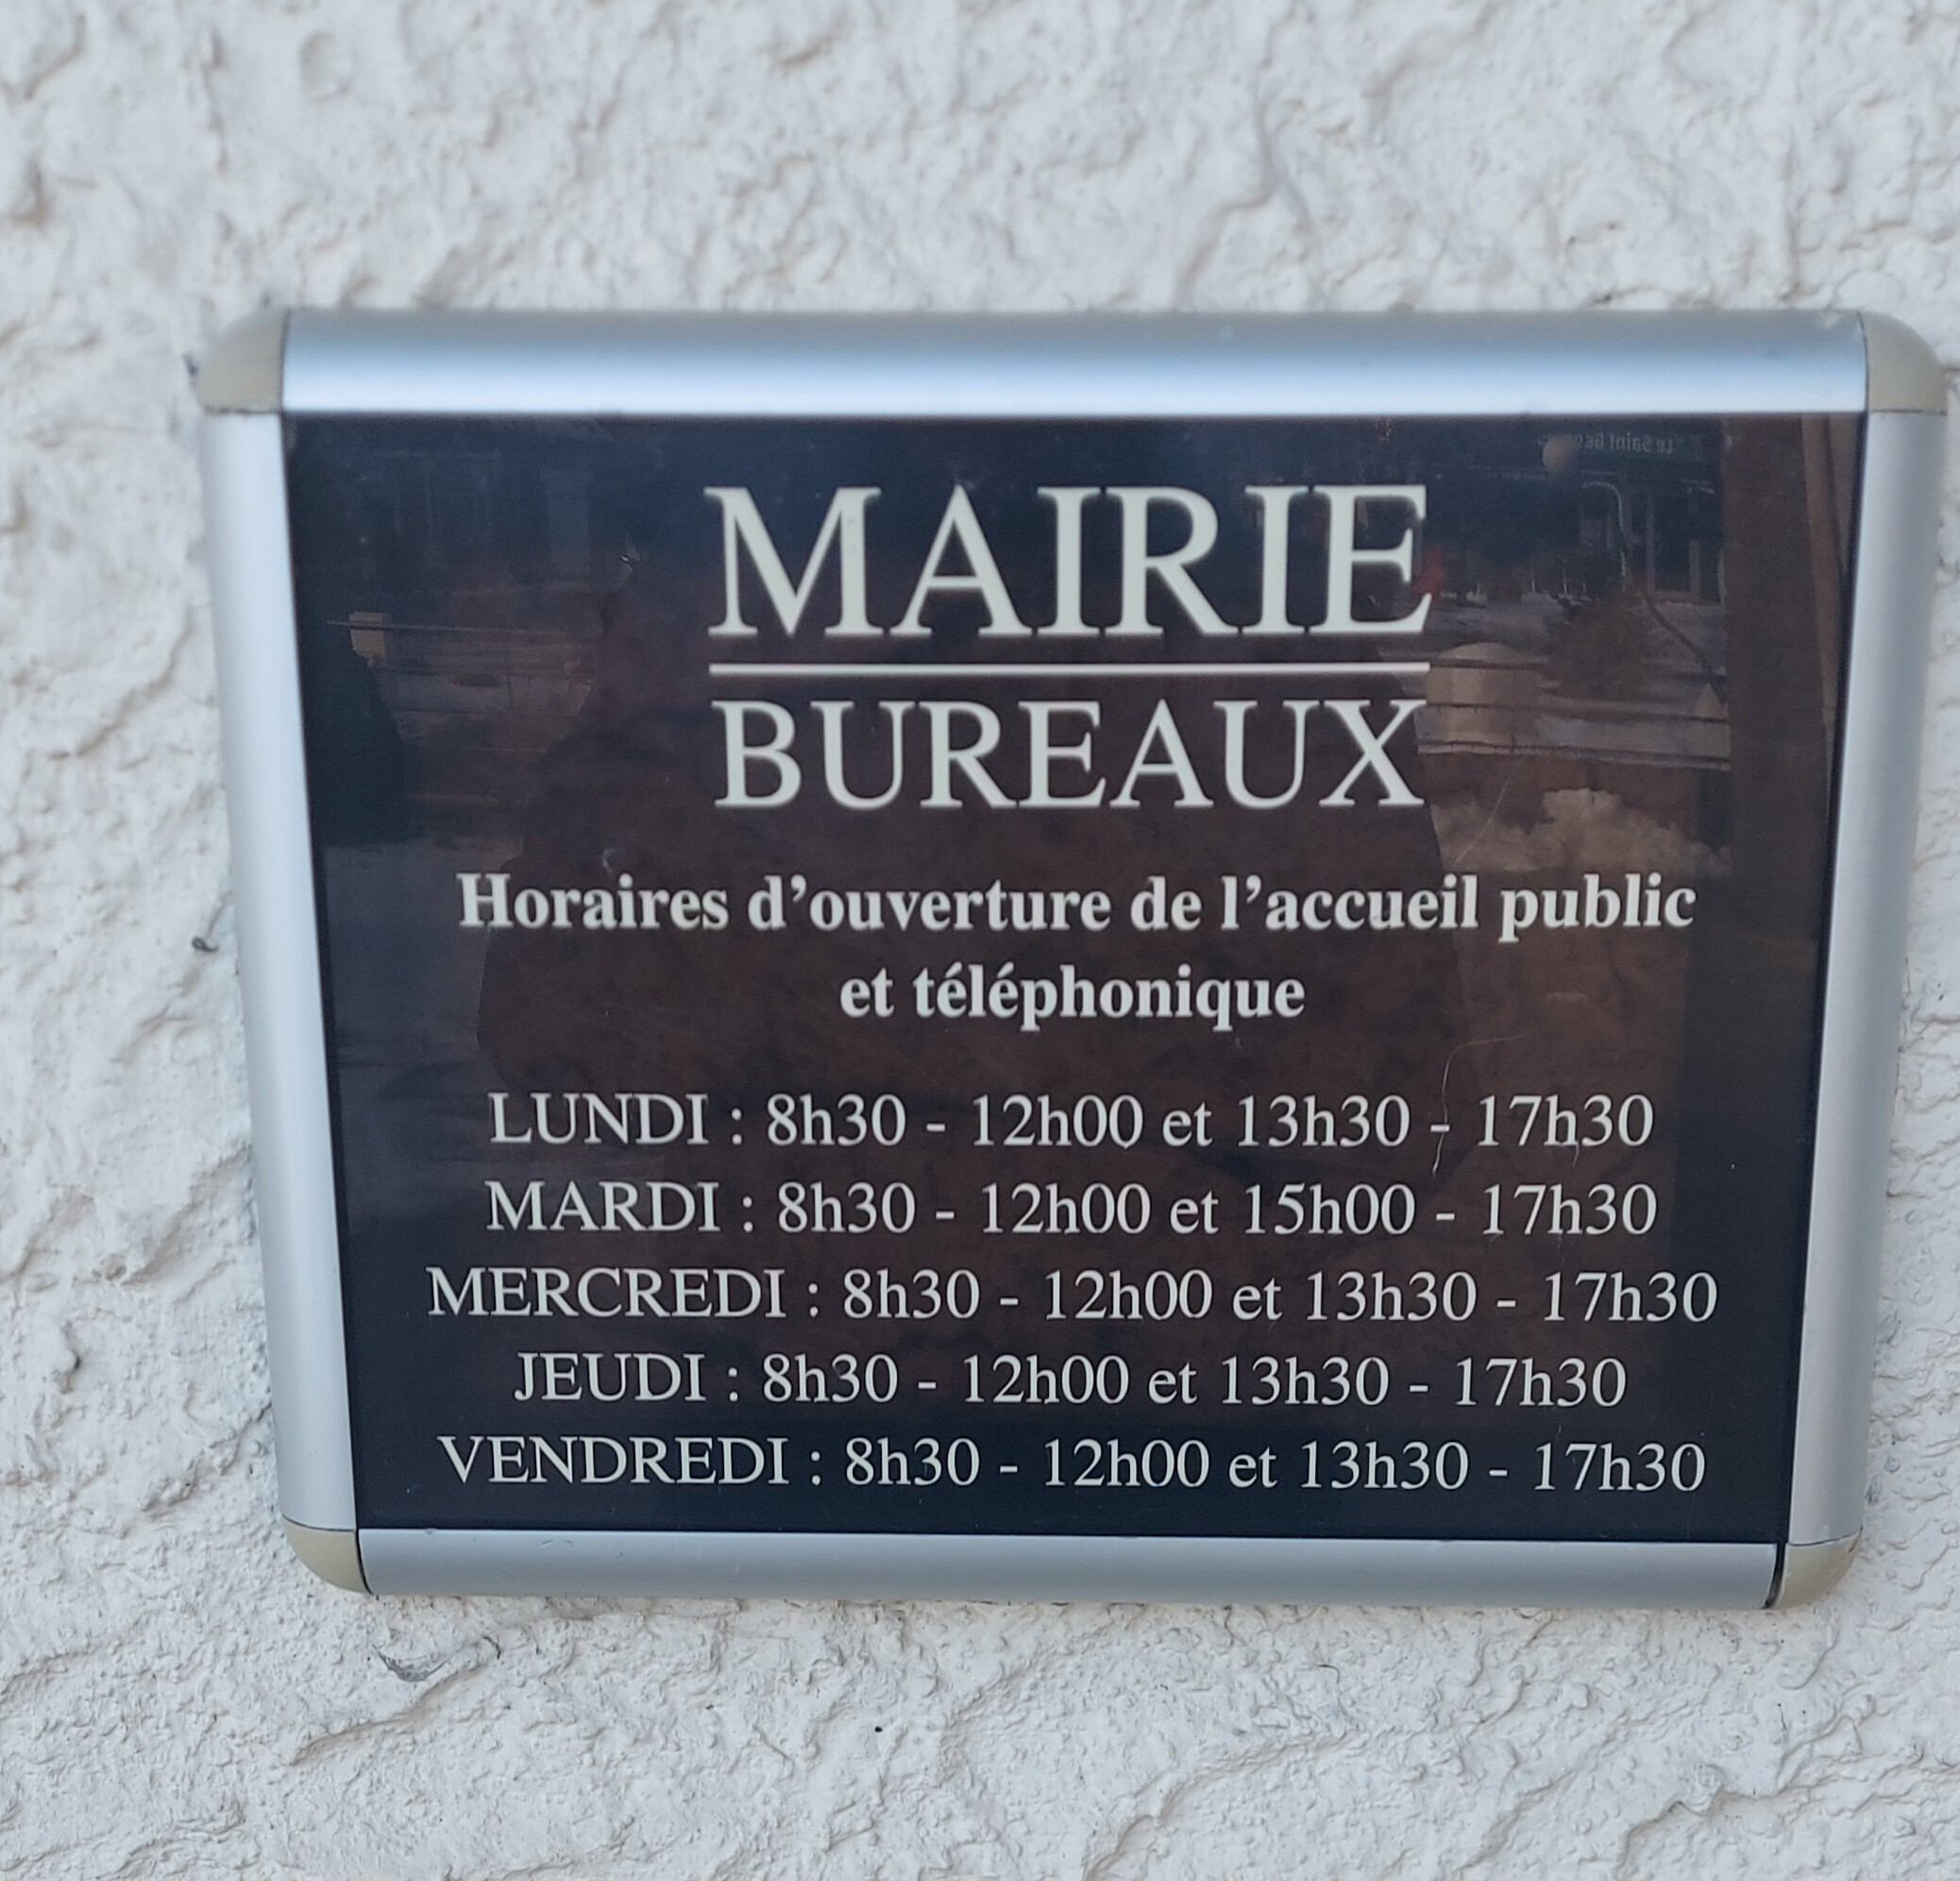 MAIRIE
BUREAUX
Horaires d’ouverture de l’accueil public
et téléphonique
LUNDI : 8h30 - 12h00 et 13h30 - 17h30
MARDI : 8h30 - 12h00 et 15h00 - 17h30
MERCREDI : 8h30 - 12h00 et 13h30 - 17h30
JEUDI : 8h30 - 12h00 et 13h30 - 17h30
VENDREDI : 8h30 - 12h00 et 13h30 - 17h30